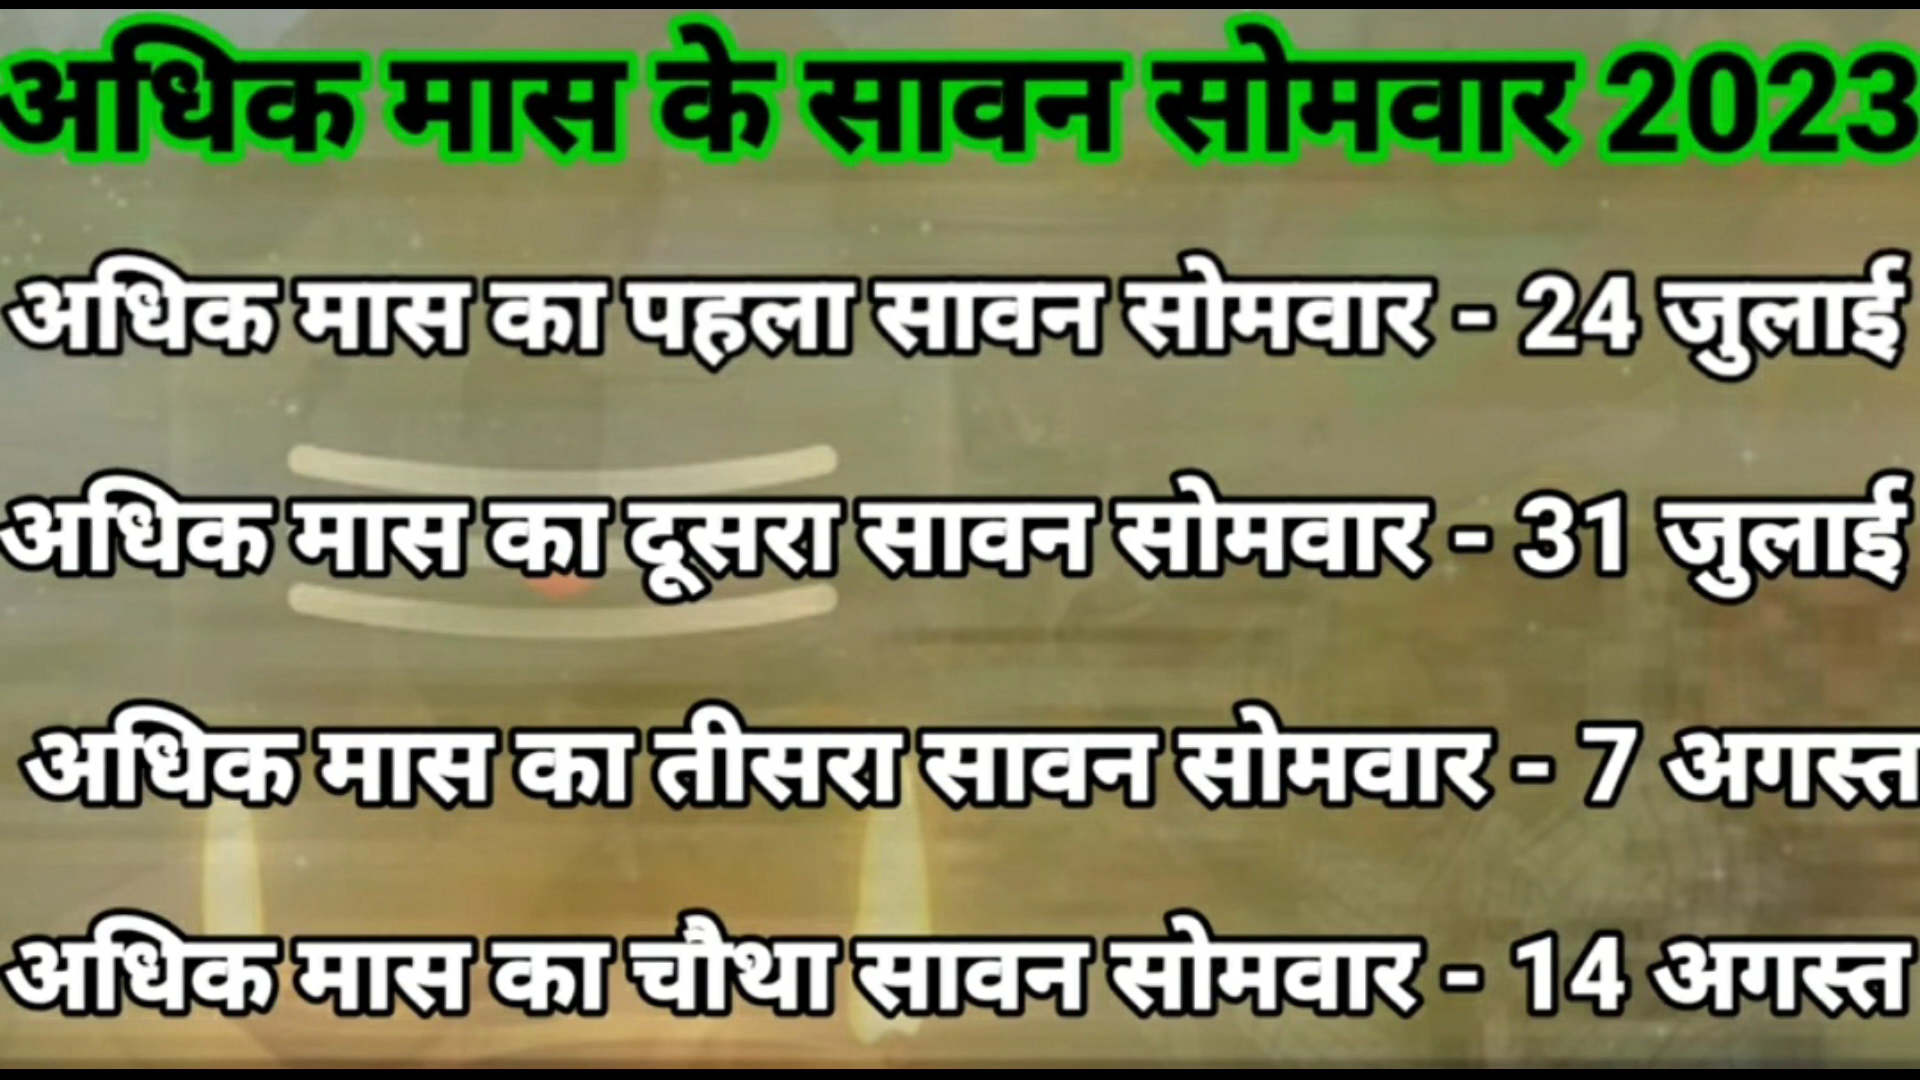 अधिक मास के सावन सोमवार 2023
अधिक मास का पहला सावन सोमवार - 24 जुलाई
अधिक मास का दूसरा सावन सोमवार - 31 जुलाई
अधिक मास का तीसरा सावन सोमवार - 7 अगस्त
अधिक मास का चौथा सावन सोमवार - 14 अगस्त